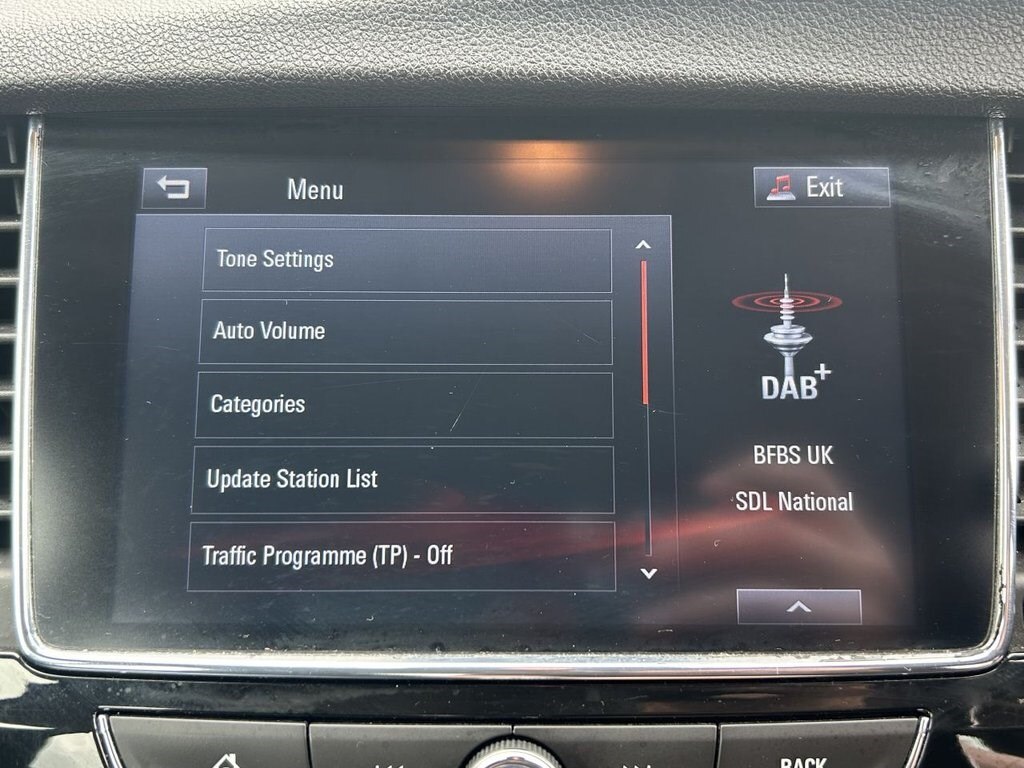 Menu
Exit
Tone Settings
Auto Volume
Categories
Update Station List
Traffic Programme (TP) - Off
DAB+
BFBS UK
SDL National
BACK